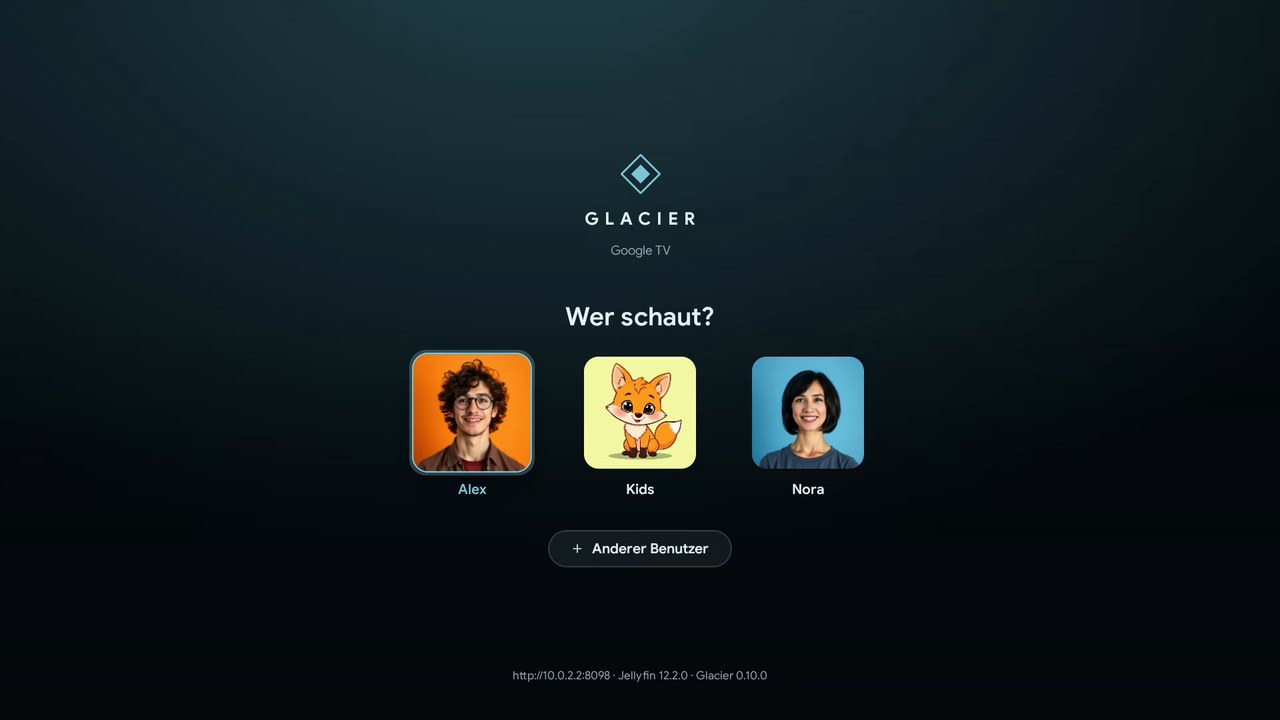 GLACIER
Google TV
Wer schaut?
Alex
Kids
Nora
+ Anderer Benutzer
http://10.0.2.2:8098 · Jellyfin 12.2.0 · Glacier 0.10.0